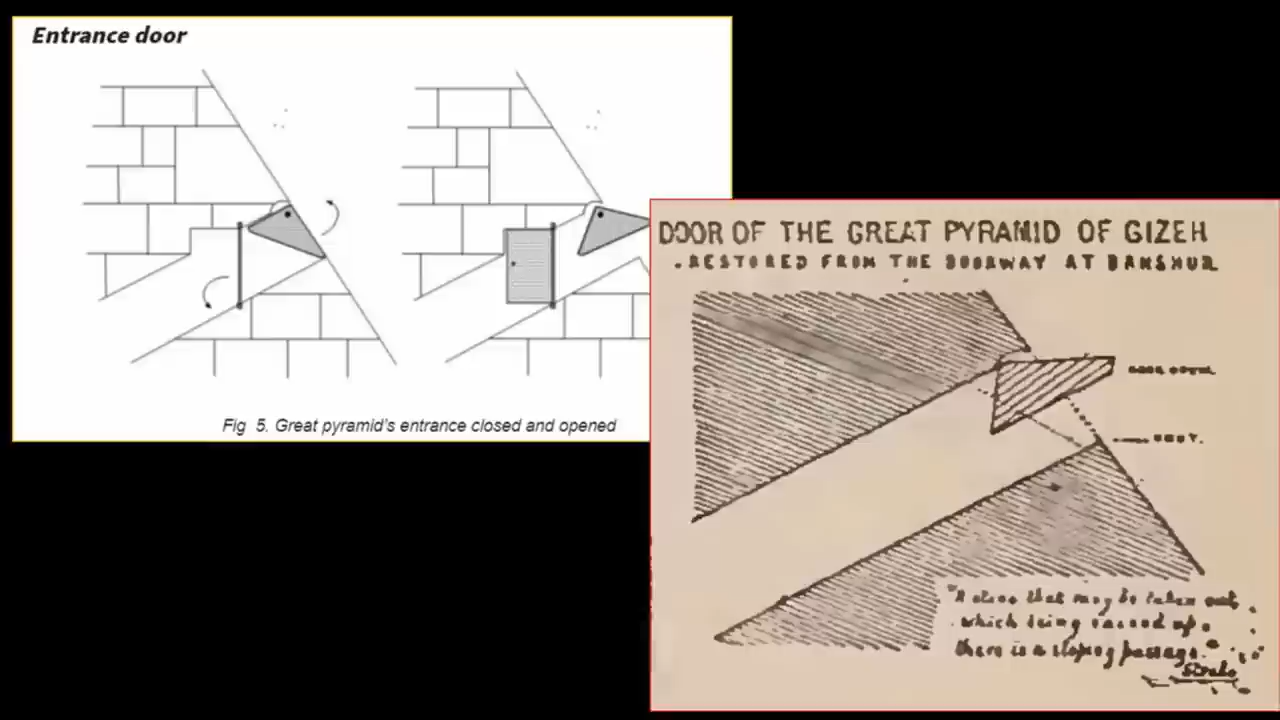 Entrance door
Fig 5. Great pyramid's entrance closed and opened
DOOR OF THE GREAT PYRAMID OF GIZEH
.RESTORED FROM THE DOORWAY AT DAHSHUR
"A stone that may be taken out,
which being raised up,
there is a sloping passage."
Strabo